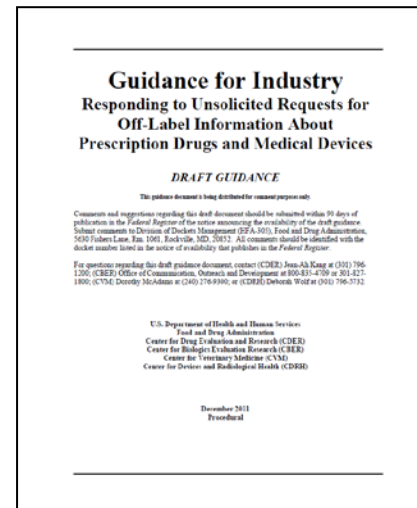 Guidance for Industry
Responding to Unsolicited Requests for
Off-Label Information About
Prescription Drugs and Medical Devices
DRAFT GUIDANCE
This guidance document is being distributed for comment purposes only.
Comments and suggestions regarding this draft document should be submitted within 90 days of
publication in the Federal Register of the notice announcing the availability of the draft guidance.
Submit comments to Division of Dockets Management (HFA-305), Food and Drug Administration,
5630 Fishers Lane, Rm. 1061, Rockville, MD, 20852. All comments should be identified with the
docket number listed in the notice of availability that publishes in the Federal Register.
For questions regarding this draft guidance document, contact (CDER) Jean-Ah Kang at (301) 796-
1200; (CBER) Office of Communication, Outreach and Development at 800-835-4709 or 301-827-
1800; (CVM) Dorothy McAdams at (240) 276-9300; or (CDRH) Deborah Wolf at (301) 796-5732.
U.S. Department of Health and Human Services
Food and Drug Administration
Center for Drug Evaluation and Research (CDER)
Center for Biologics Evaluation Research (CBER)
Center for Veterinary Medicine (CVM)
Center for Devices and Radiological Health (CDRH)
December 2011
Procedural